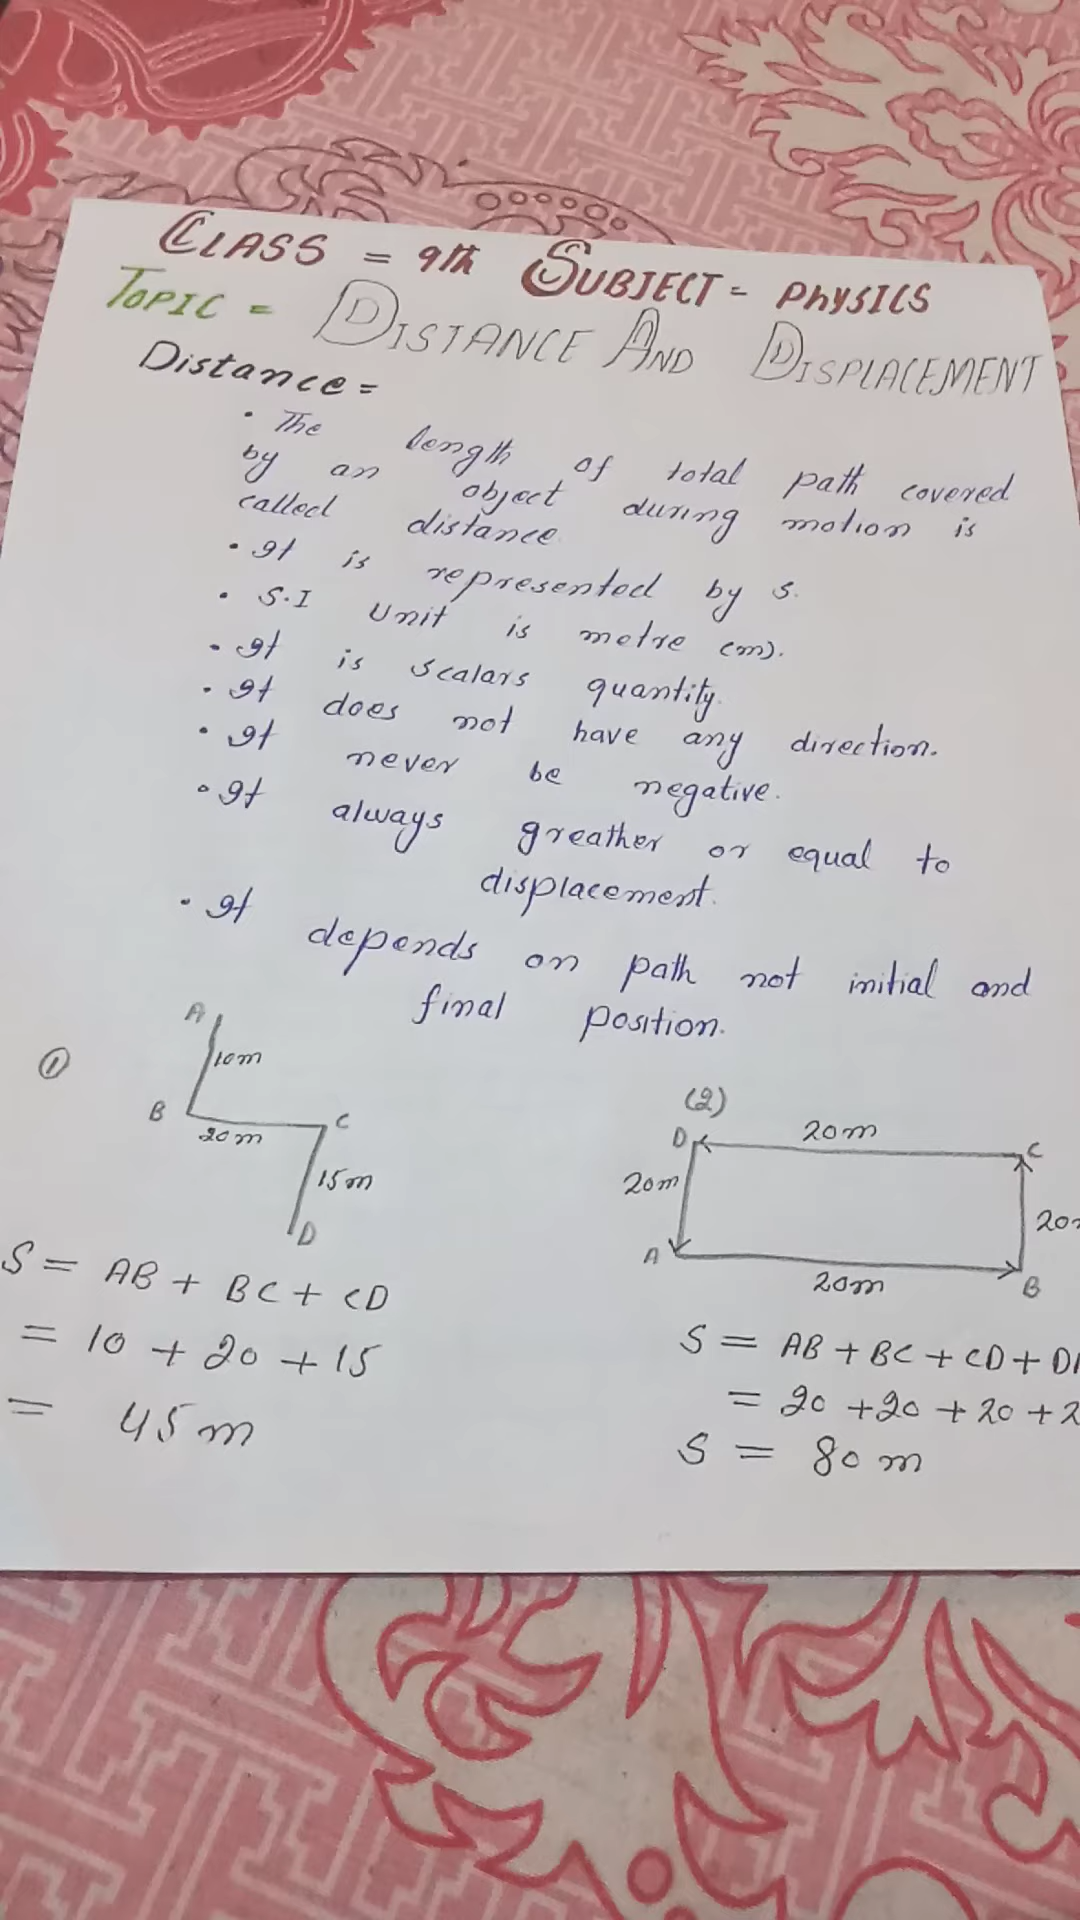 CLASS = 9th SUBJECT = PHYSICS
TOPIC = DISTANCE AND DISPLACEMENT
Distance =
• The length of total path covered
by an object during motion is
called distance.
• It is represented by s.
• S.I Unit is metre (m).
• It is scalars quantity.
• It does not have any direction.
• It never be negative.
• It always greather or equal to
displacement.
• It depends on path not initial and
final position.
①
A
10m
B
20m
C
15m
D
S = AB + BC + CD
= 10 + 20 + 15
= 45 m
(2)
D
20m
C
20m
20
A
20m
B
S = AB + BC + CD + D
= 20 + 20 + 20 + 2
S = 80 m